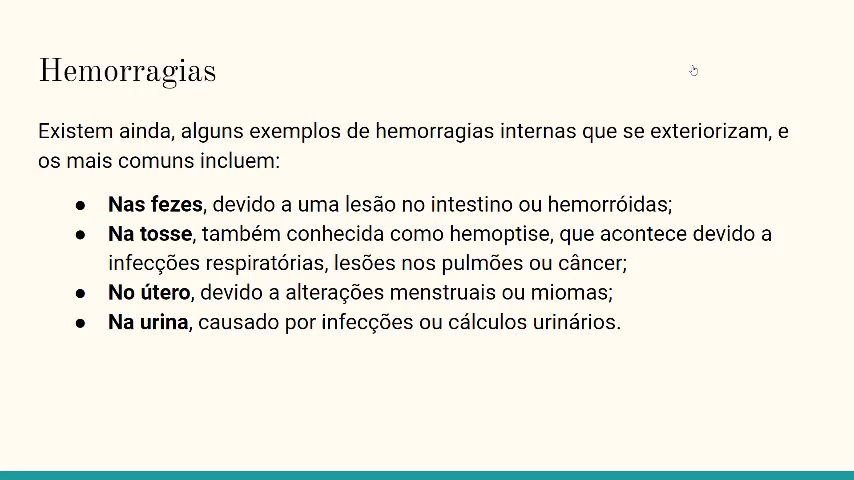 Hemorragias
Existem ainda, alguns exemplos de hemorragias internas que se exteriorizam, e
os mais comuns incluem:
● Nas fezes, devido a uma lesão no intestino ou hemorróidas;
● Na tosse, também conhecida como hemoptise, que acontece devido a
infecções respiratórias, lesões nos pulmões ou câncer;
● No útero, devido a alterações menstruais ou miomas;
● Na urina, causado por infecções ou cálculos urinários.